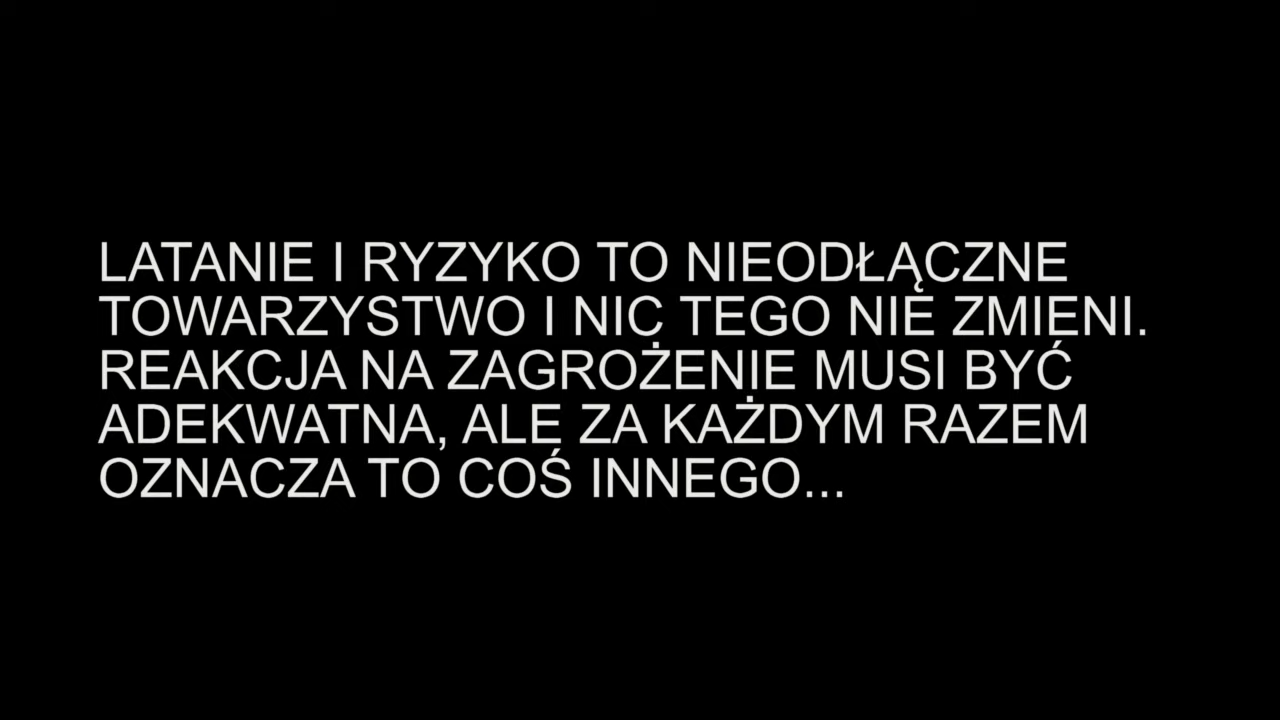 LATANIE I RYZYKO TO NIEODŁĄCZNE
TOWARZYSTWO I NIC TEGO NIE ZMIENI.
REAKCJA NA ZAGROŻENIE MUSI BYĆ
ADEKWATNA, ALE ZA KAŻDYM RAZEM
OZNACZA TO COŚ INNEGO...